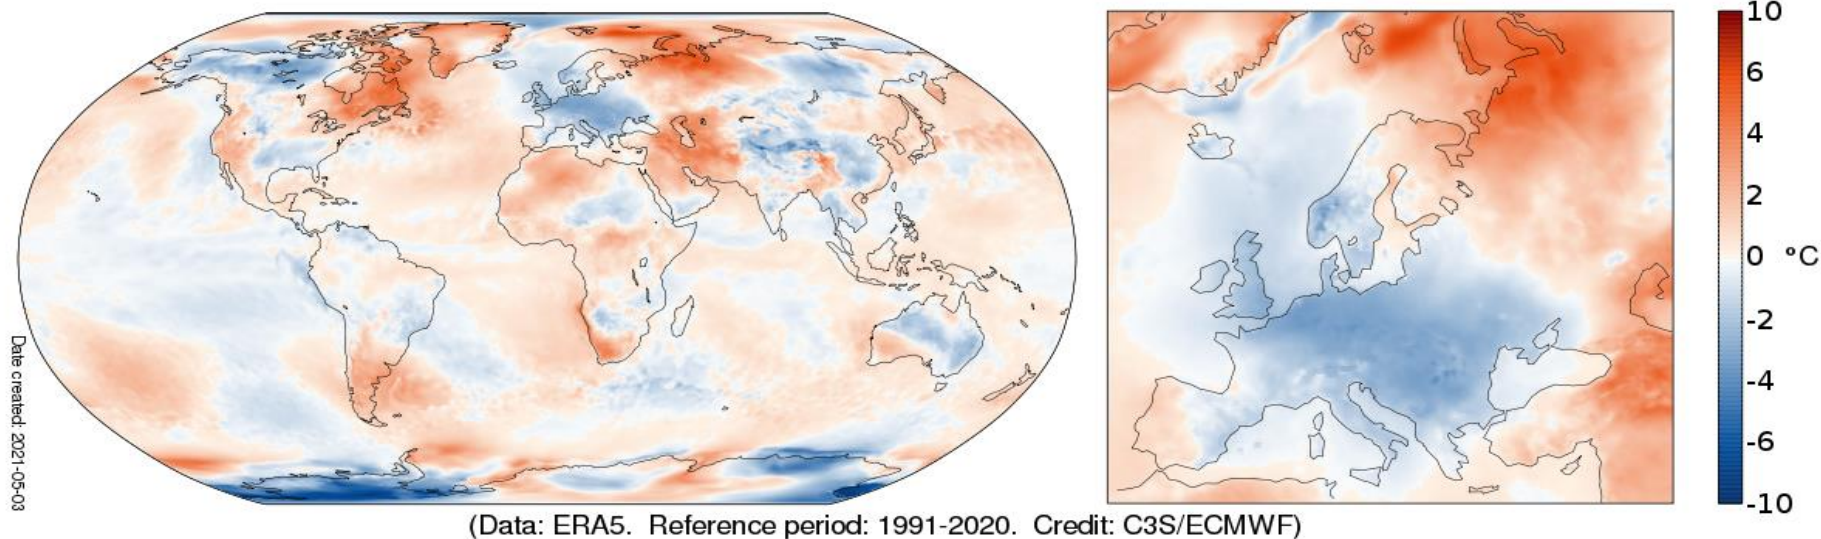 10
6
4
2
0 °C
-2
-4
-6
-10
Date created: 2021-05-03
(Data: ERA5.  Reference period: 1991-2020.  Credit: C3S/ECMWF)